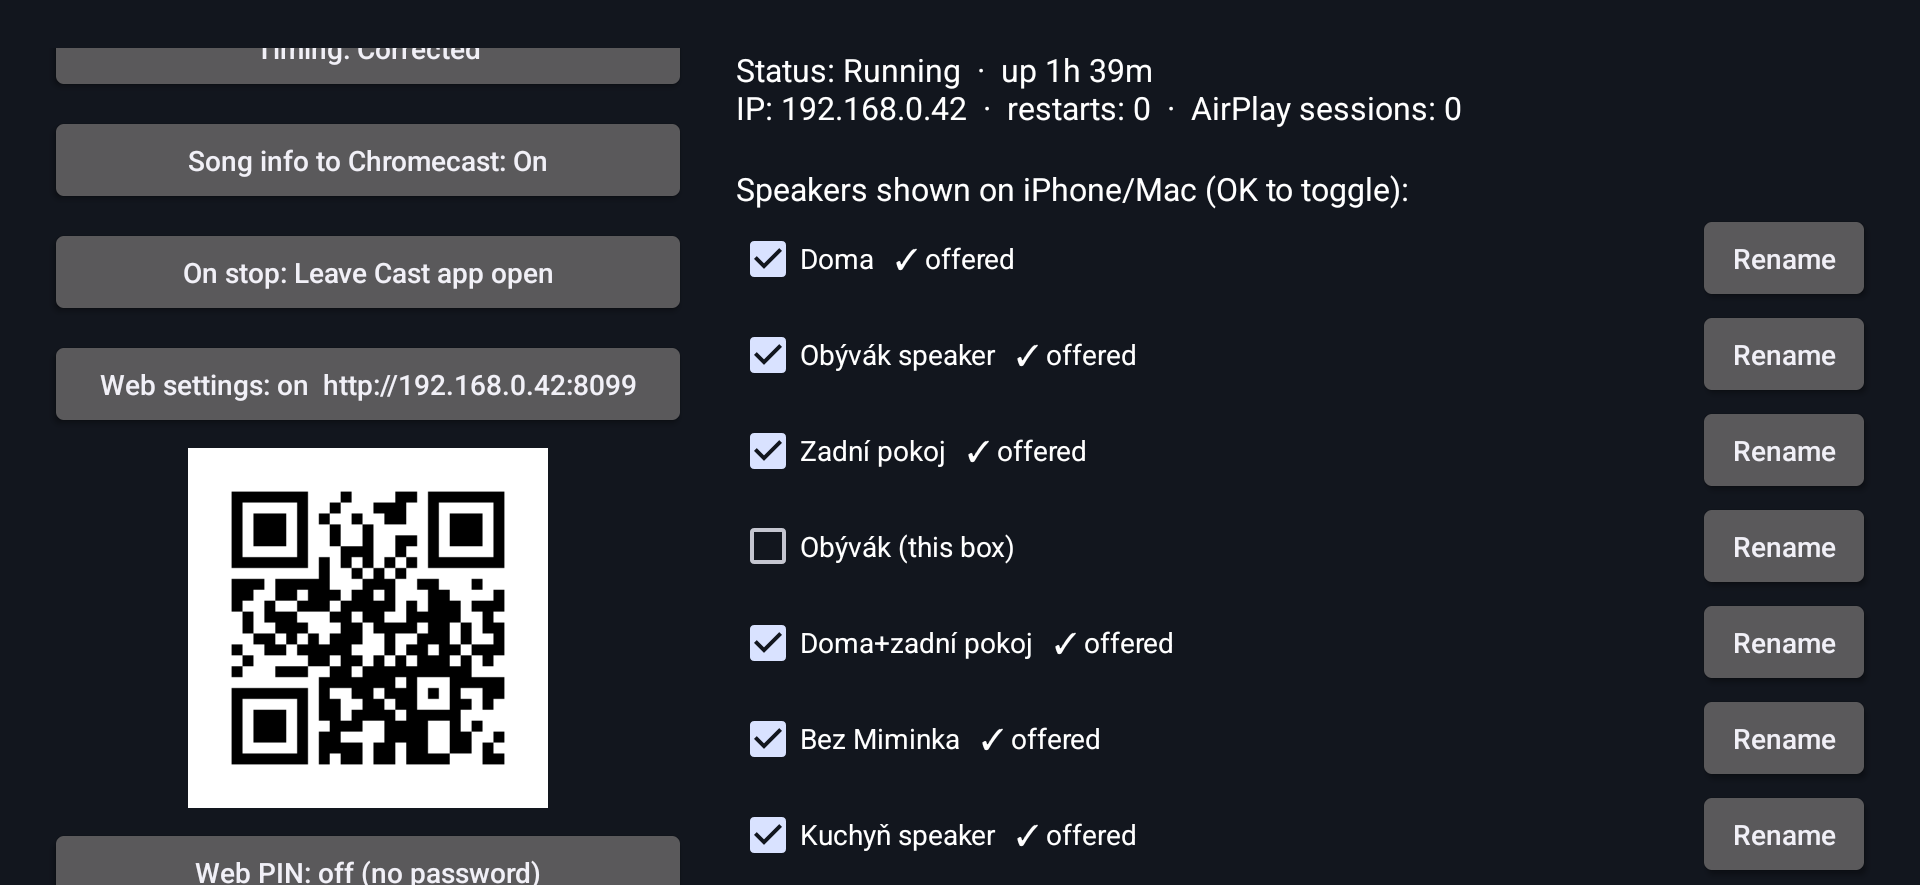 Timing: Corrected
Song info to Chromecast: On
On stop: Leave Cast app open
Web settings: on  http://192.168.0.42:8099
Web PIN: off (no password)
Status: Running · up 1h 39m
IP: 192.168.0.42 · restarts: 0 · AirPlay sessions: 0
Speakers shown on iPhone/Mac (OK to toggle):
Doma ✓ offered Rename
Obývák speaker ✓ offered Rename
Zadní pokoj ✓ offered Rename
Obývák (this box) Rename
Doma+zadní pokoj ✓ offered Rename
Bez Miminka ✓ offered Rename
Kuchyň speaker ✓ offered Rename